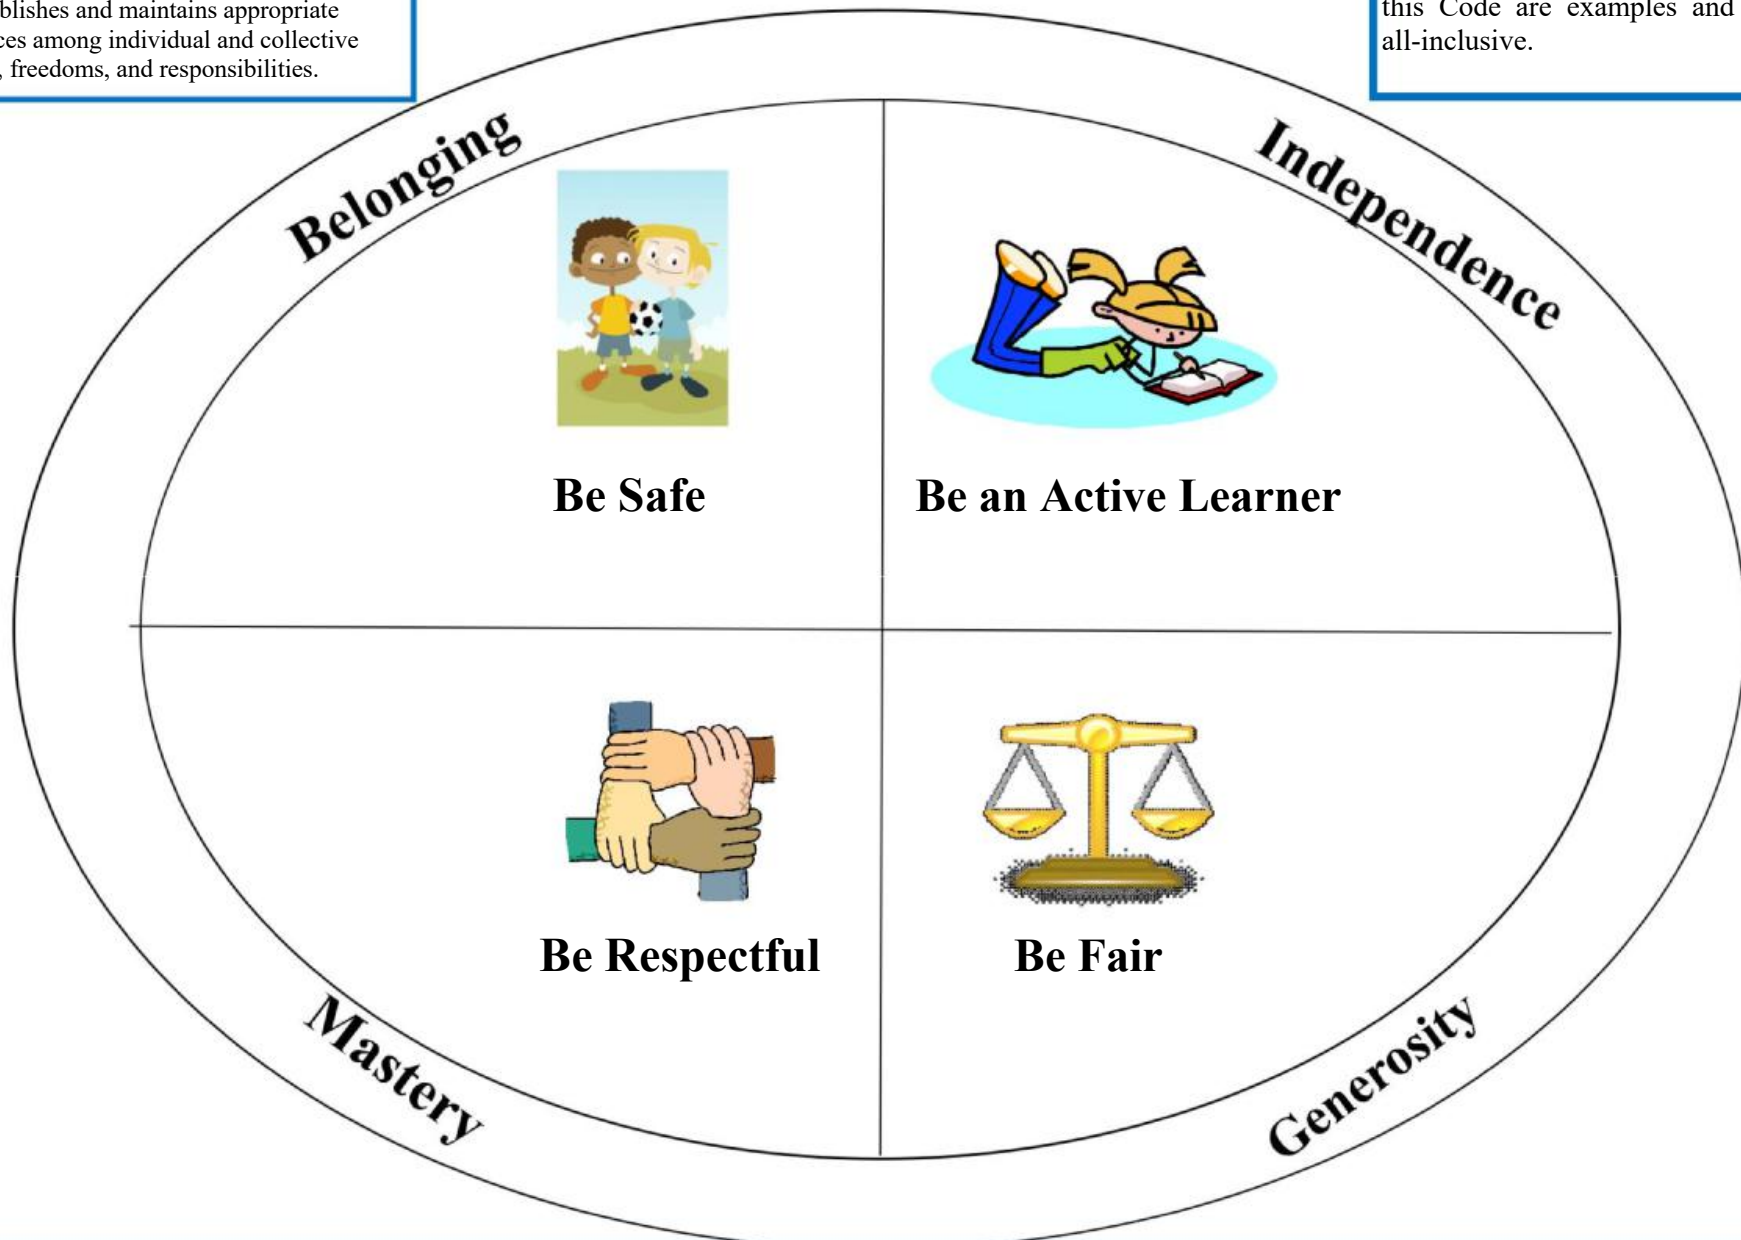 blishes and maintains appropriate
ces among individual and collective
, freedoms, and responsibilities.
this Code are examples and
all-inclusive.
Belonging
Independence
Be Safe
Be an Active Learner
Be Respectful
Be Fair
Mastery
Generosity